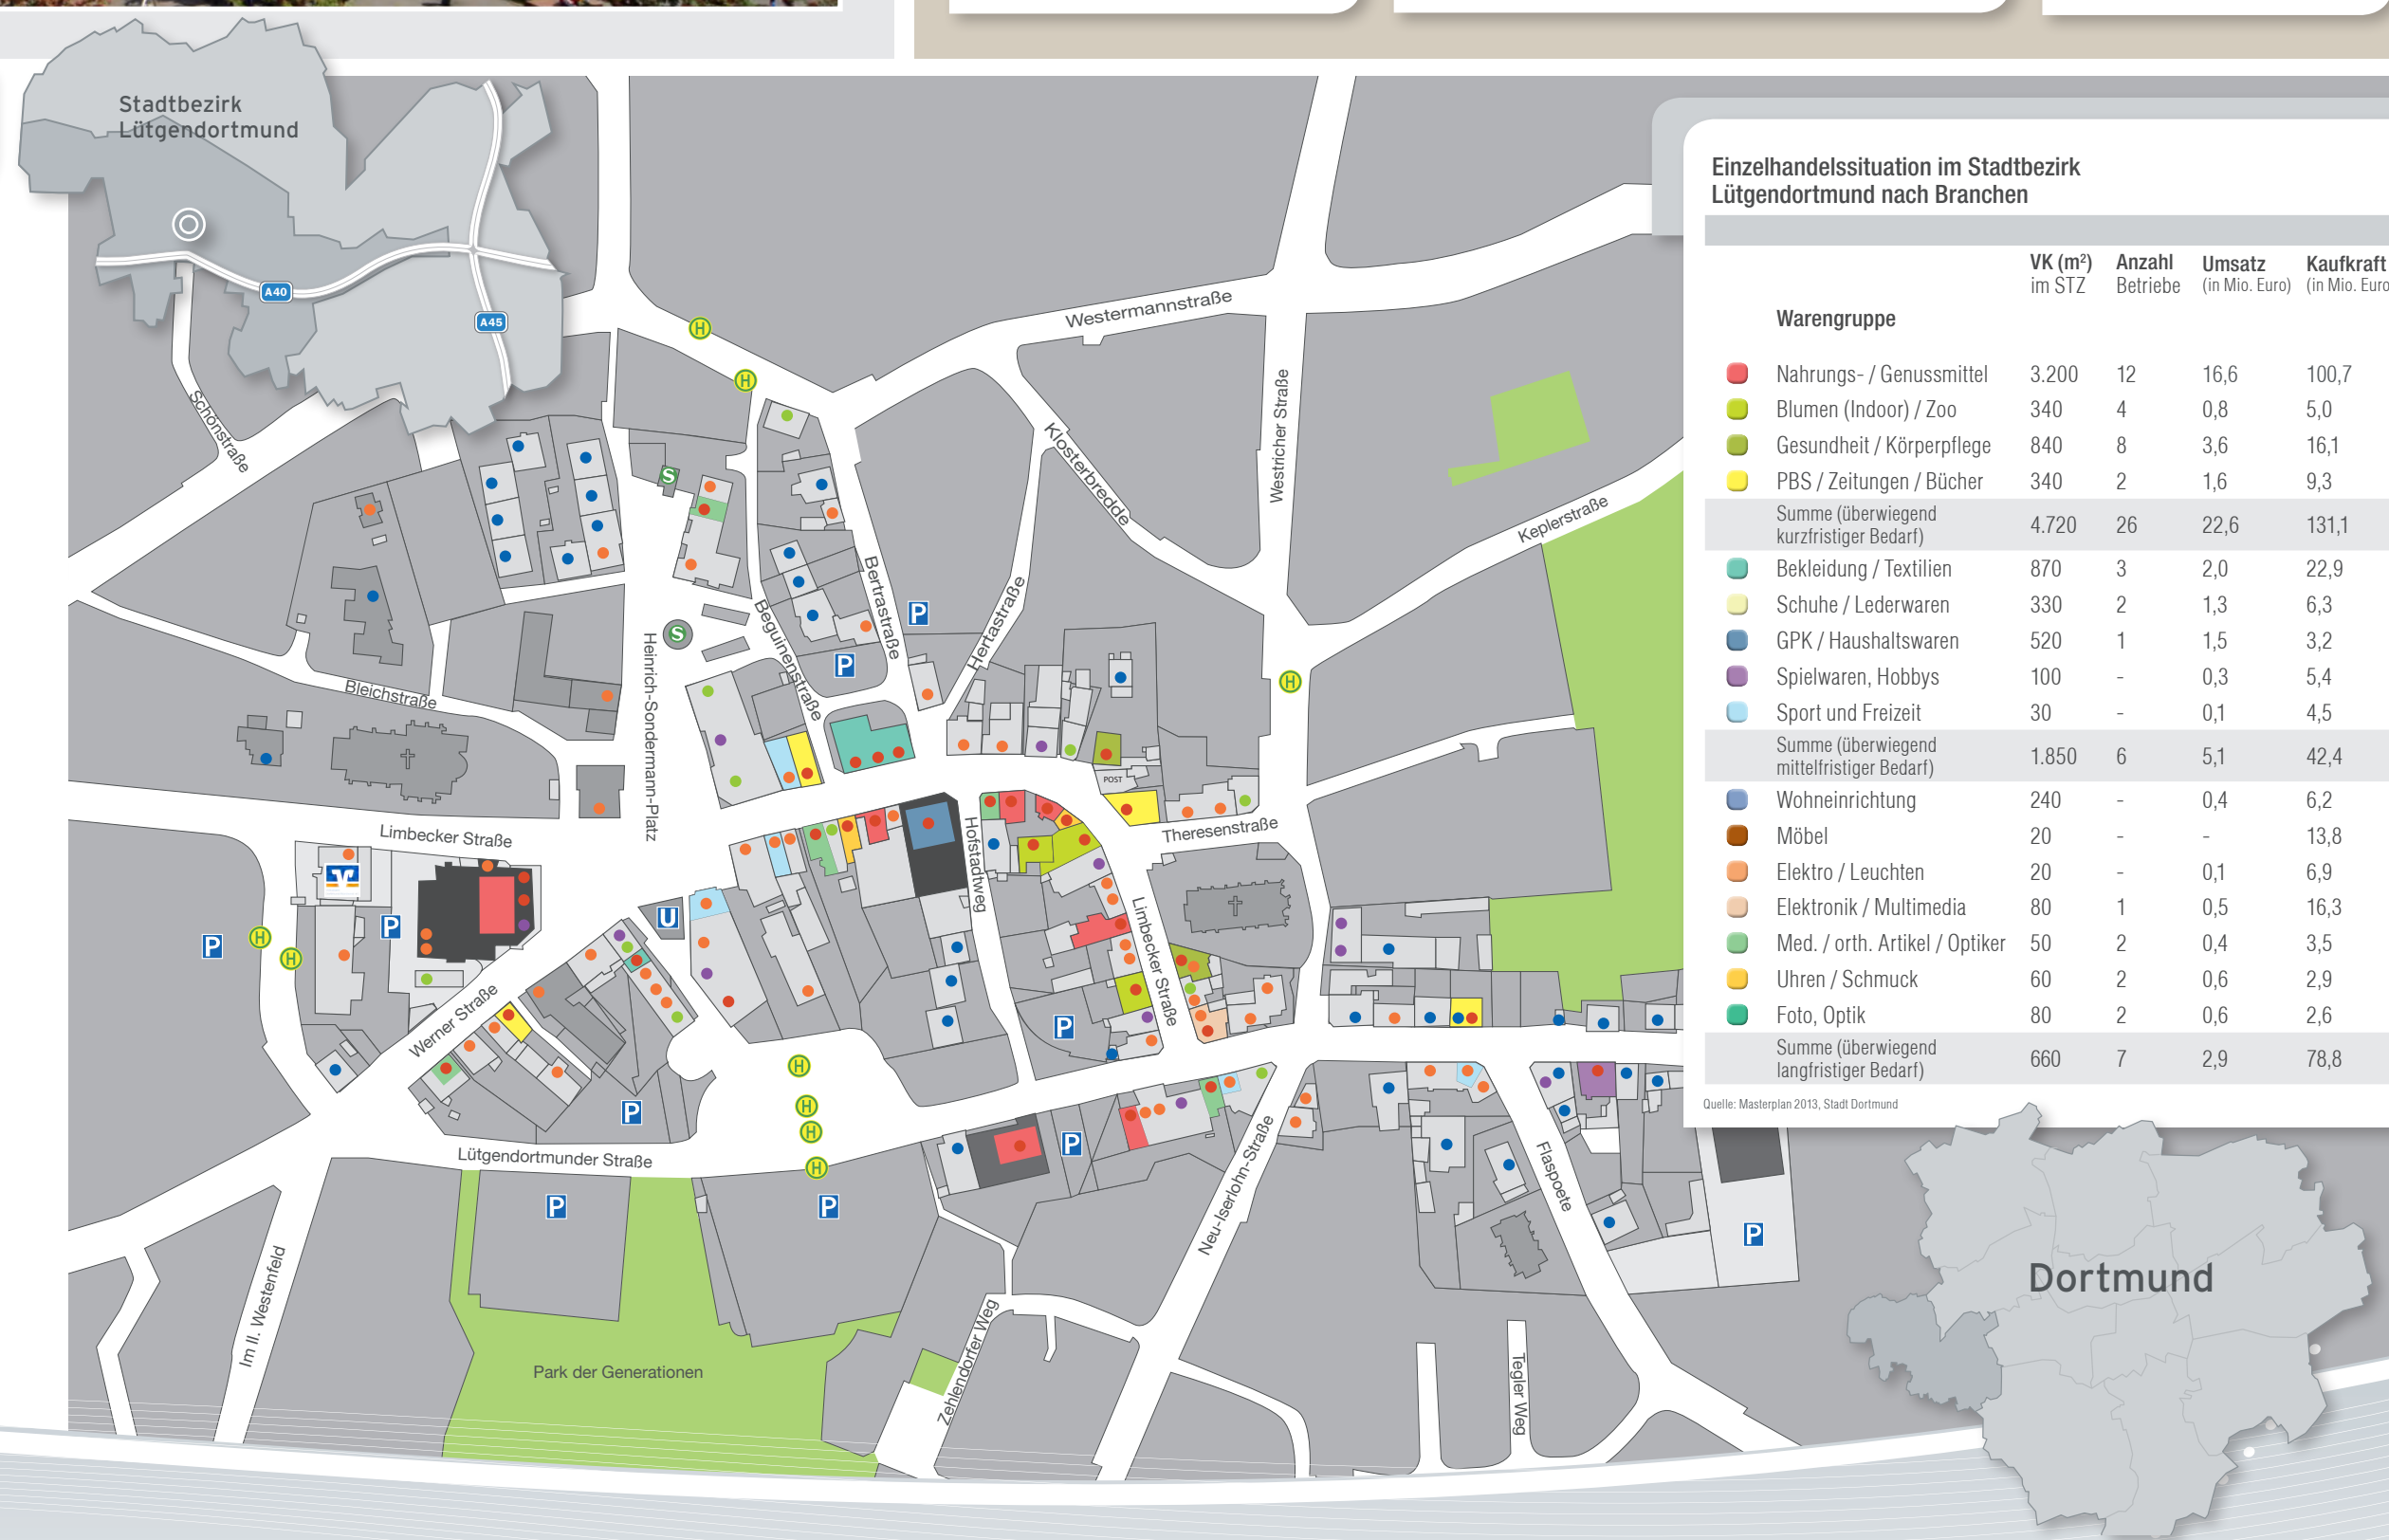 Stadtbezirk
Lütgendortmund
A40
A45
Schönstraße
Westermannstraße
Westricher Straße
Klosterbredde
Keplerstraße
Bertrastraße
Hertastraße
Beguinenstraße
Heinrich-Sondermann-Platz
Bleichstraße
Limbecker Straße
Hofstadtweg
POST
Theresenstraße
Limbecker Straße
Werner Straße
Lütgendortmunder Straße
Neu-Iserlohn-Straße
Flaspoete
Im II. Westenfeld
Park der Generationen
Zehlendorfer Weg
Tegler Weg
H
H
H
H
H
H
H
H
H
S
S
U
P
P
P
P
P
P
P
P
P
P
Einzelhandelssituation im Stadtbezirk
Lütgendortmund nach Branchen
VK (m²) Anzahl Umsatz Kaufkraft
im STZ Betriebe (in Mio. Euro) (in Mio. Euro
Warengruppe
Nahrungs- / Genussmittel 3.200 12 16,6 100,7
Blumen (Indoor) / Zoo 340 4 0,8 5,0
Gesundheit / Körperpflege 840 8 3,6 16,1
PBS / Zeitungen / Bücher 340 2 1,6 9,3
Summe (überwiegend
kurzfristiger Bedarf) 4.720 26 22,6 131,1
Bekleidung / Textilien 870 3 2,0 22,9
Schuhe / Lederwaren 330 2 1,3 6,3
GPK / Haushaltswaren 520 1 1,5 3,2
Spielwaren, Hobbys 100 - 0,3 5,4
Sport und Freizeit 30 - 0,1 4,5
Summe (überwiegend
mittelfristiger Bedarf) 1.850 6 5,1 42,4
Wohneinrichtung 240 - 0,4 6,2
Möbel 20 - - 13,8
Elektro / Leuchten 20 - 0,1 6,9
Elektronik / Multimedia 80 1 0,5 16,3
Med. / orth. Artikel / Optiker 50 2 0,4 3,5
Uhren / Schmuck 60 2 0,6 2,9
Foto, Optik 80 2 0,6 2,6
Summe (überwiegend
langfristiger Bedarf) 660 7 2,9 78,8
Quelle: Masterplan 2013, Stadt Dortmund
Dortmund